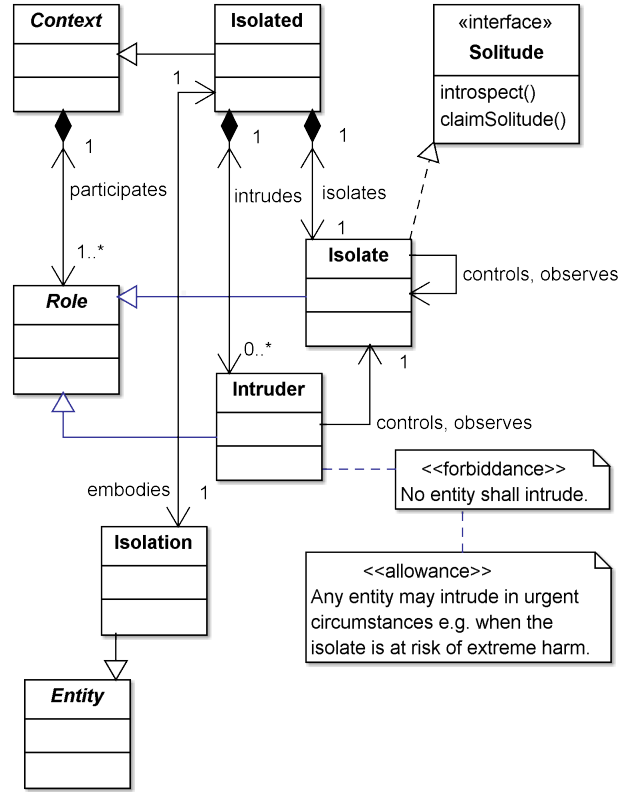 Context
Isolated
«interface»
Solitude
introspect()
claimSolitude()
1
1
1
1
participates
intrudes
isolates
1
1..*
Isolate
controls, observes
Role
0..*
1
Intruder
controls, observes
<<forbiddance>>
No entity shall intrude.
embodies
1
Isolation
<<allowance>>
Any entity may intrude in urgent
circumstances e.g. when the
isolate is at risk of extreme harm.
Entity